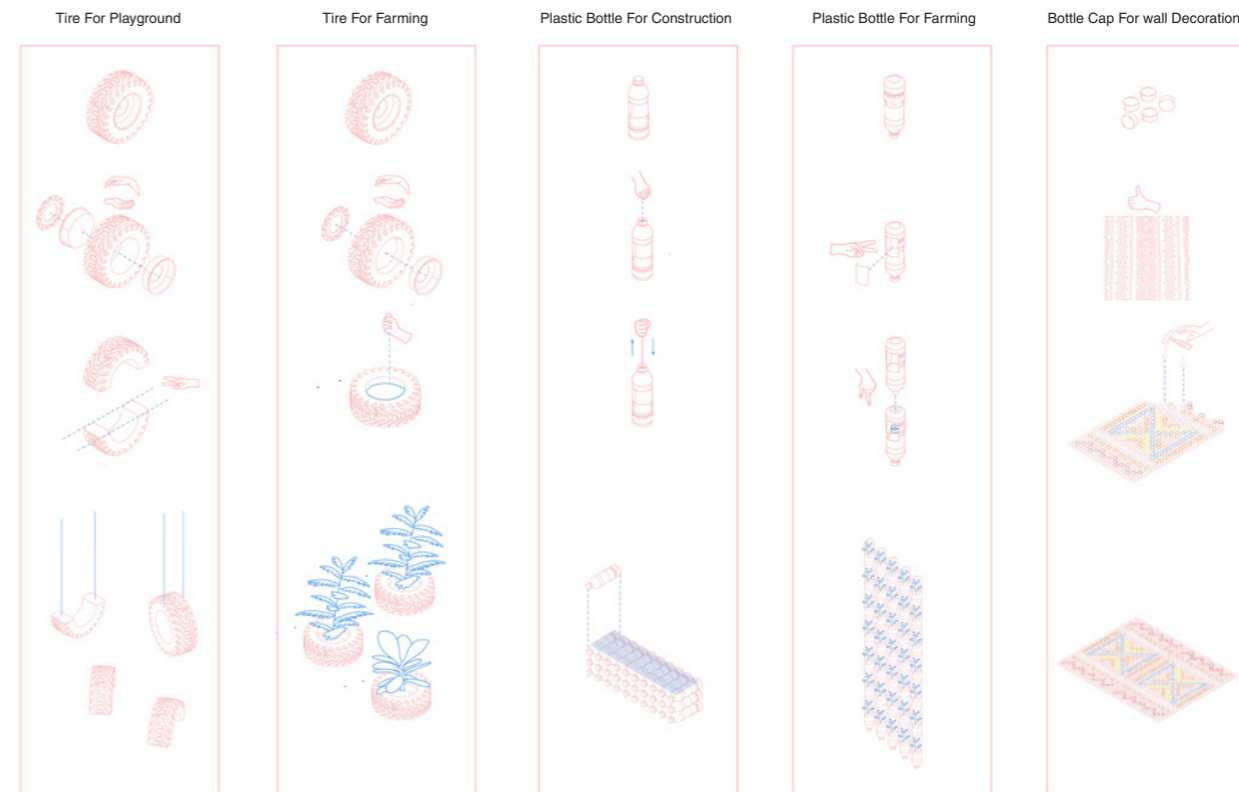 Tire For Playground
Tire For Farming
Plastic Bottle For Construction
Plastic Bottle For Farming
Bottle Cap For wall Decoration